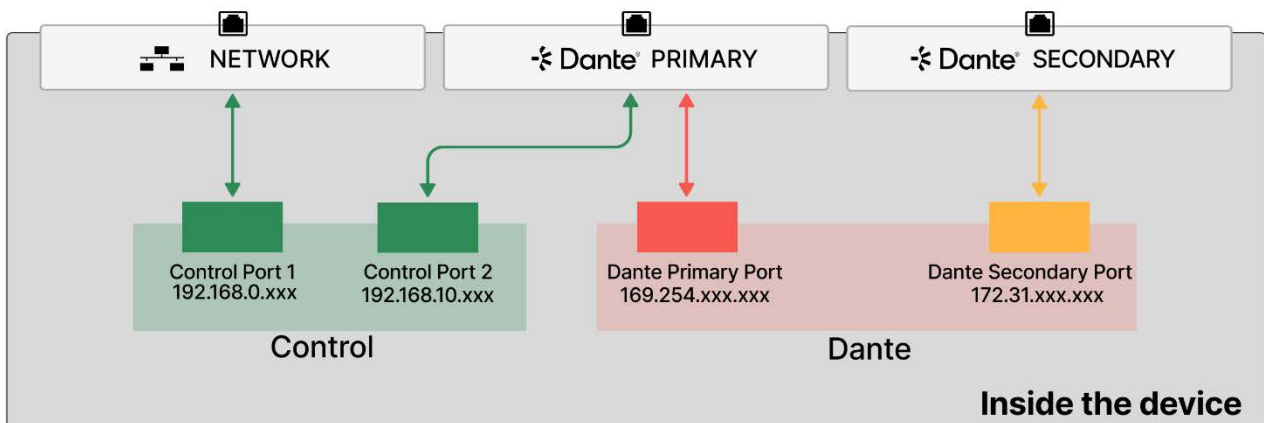 NETWORK
Dante® PRIMARY
Dante® SECONDARY
Control Port 1
192.168.0.xxx
Control Port 2
192.168.10.xxx
Dante Primary Port
169.254.xxx.xxx
Dante Secondary Port
172.31.xxx.xxx
Control
Dante
Inside the device